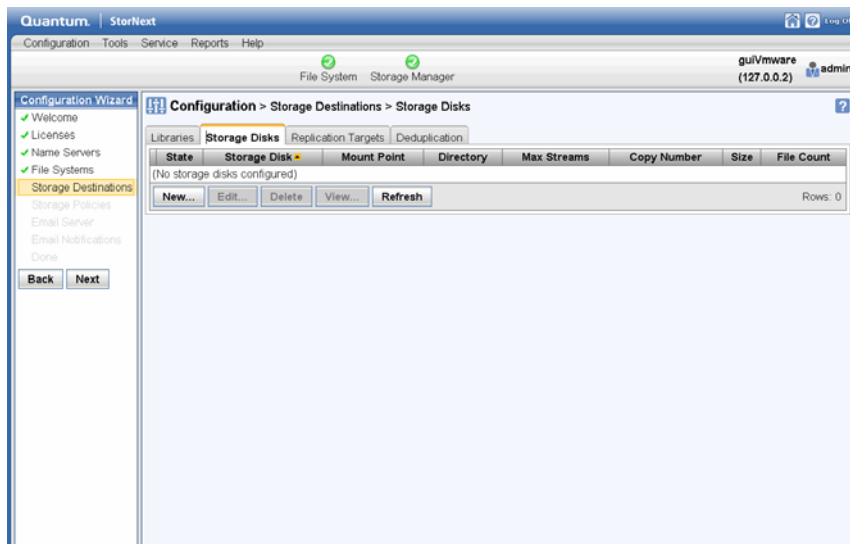 Quantum. StorNext
Log O
Configuration Tools Service Reports Help
File System Storage Manager
guiVmware
(127.0.0.2)
admin
Configuration Wizard
Welcome
Licenses
Name Servers
File Systems
Storage Destinations
Storage Policies
Email Server
Email Notifications
Done
Back Next
Configuration > Storage Destinations > Storage Disks
?
Libraries Storage Disks Replication Targets Deduplication
State Storage Disk Mount Point Directory Max Streams Copy Number Size File Count
(No storage disks configured)
New... Edit... Delete View... Refresh Rows: 0